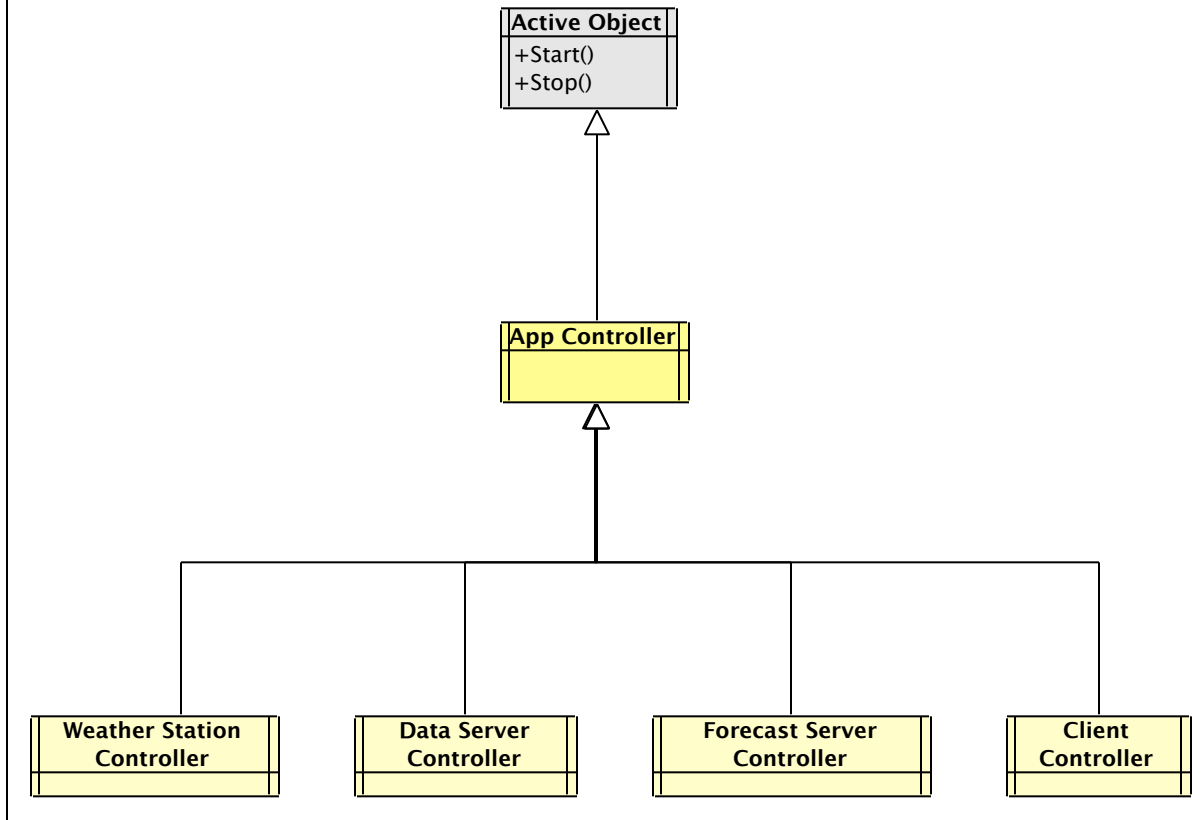 Active Object
+Start()
+Stop()
App Controller
Weather Station
Controller
Data Server
Controller
Forecast Server
Controller
Client
Controller